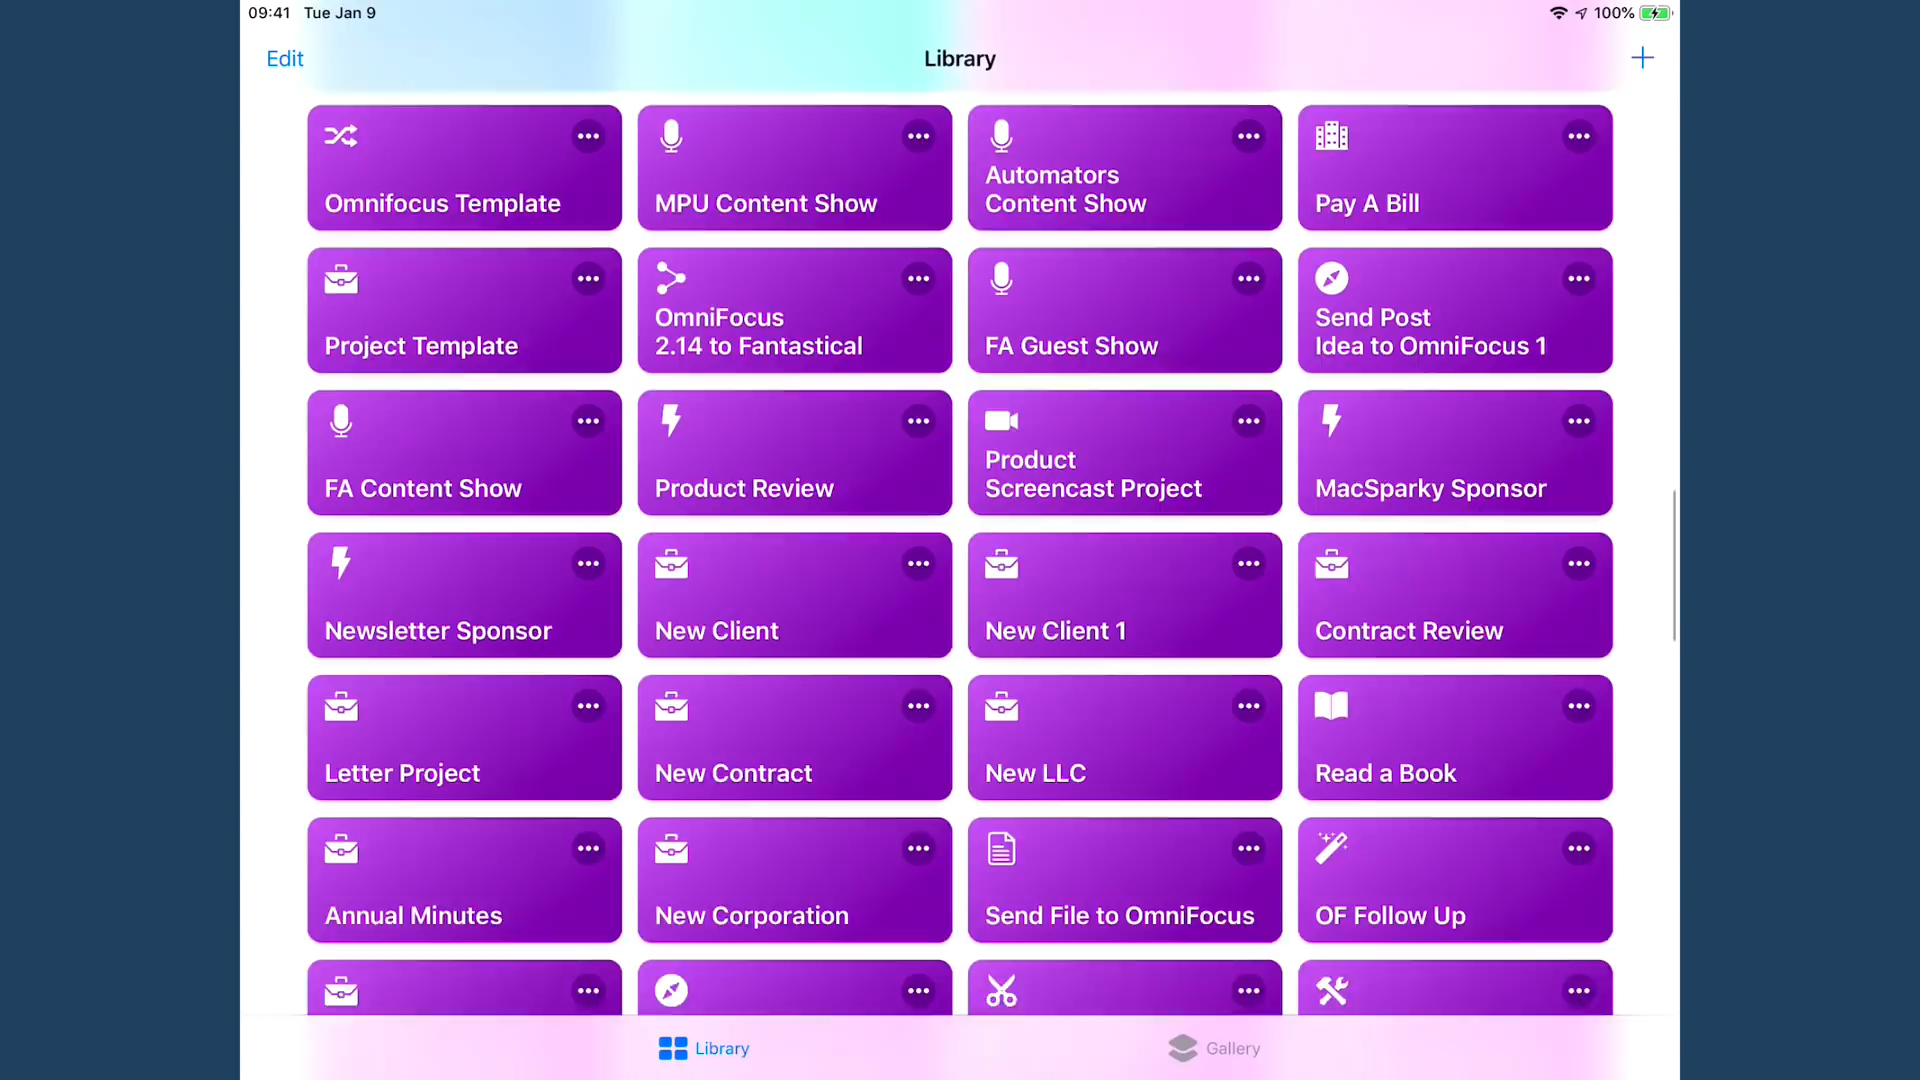 09:41 Tue Jan 9
100%
Edit
Library
Omnifocus Template
MPU Content Show
Automators
Content Show
Pay A Bill
Project Template
OmniFocus
2.14 to Fantastical
FA Guest Show
Send Post
Idea to OmniFocus 1
FA Content Show
Product Review
Product
Screencast Project
MacSparky Sponsor
Newsletter Sponsor
New Client
New Client 1
Contract Review
Letter Project
New Contract
New LLC
Read a Book
Annual Minutes
New Corporation
Send File to OmniFocus
OF Follow Up
Library
Gallery